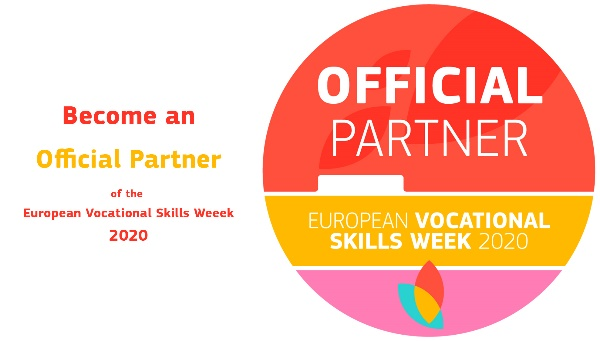 Become an
Official Partner
of the
European Vocational Skills Weeek
2020
OFFICIAL
PARTNER
EUROPEAN VOCATIONAL
SKILLS WEEK 2020